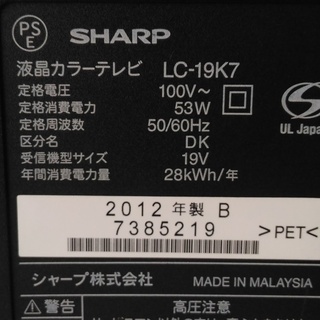 PS
E
SHARP
液晶カラーテレビ LC-19K7
定格電圧 100V～
定格消費電力 53W
定格周波数 50/60Hz
区分名 DK
受信機型サイズ 19V
年間消費電力量 28kWh/年
UL Japa
2012 年製 B
7385219
>PET<
シャープ株式会社 MADE IN MALAYSIA
⚠警告 高圧注意